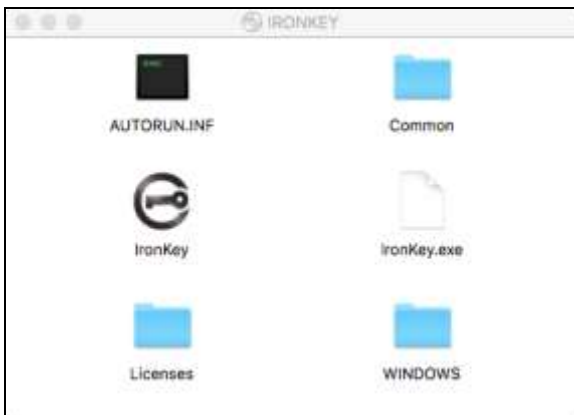 IRONKEY
AUTORUN.INF
Common
IronKey
IronKey.exe
Licenses
WINDOWS